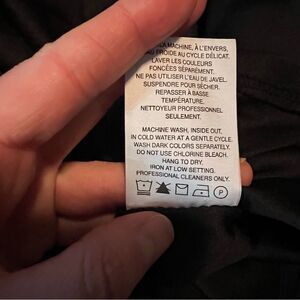 LA MACHINE, À L'ENVERS,
EAU FROIDE AU CYCLE DÉLICAT.
LAVER LES COULEURS
FONCÉES SÉPARÉMENT.
NE PAS UTILISER L'EAU DE JAVEL.
SUSPENDRE POUR SÉCHER.
REPASSER À BASSE
TEMPÉRATURE.
NETTOYEUR PROFESSIONNEL
SEULEMENT.
MACHINE WASH, INSIDE OUT,
IN COLD WATER AT A GENTLE CYCLE.
WASH DARK COLORS SEPARATELY.
DO NOT USE CHLORINE BLEACH.
HANG TO DRY.
IRON AT LOW SETTING.
PROFESSIONAL CLEANERS ONLY.
P